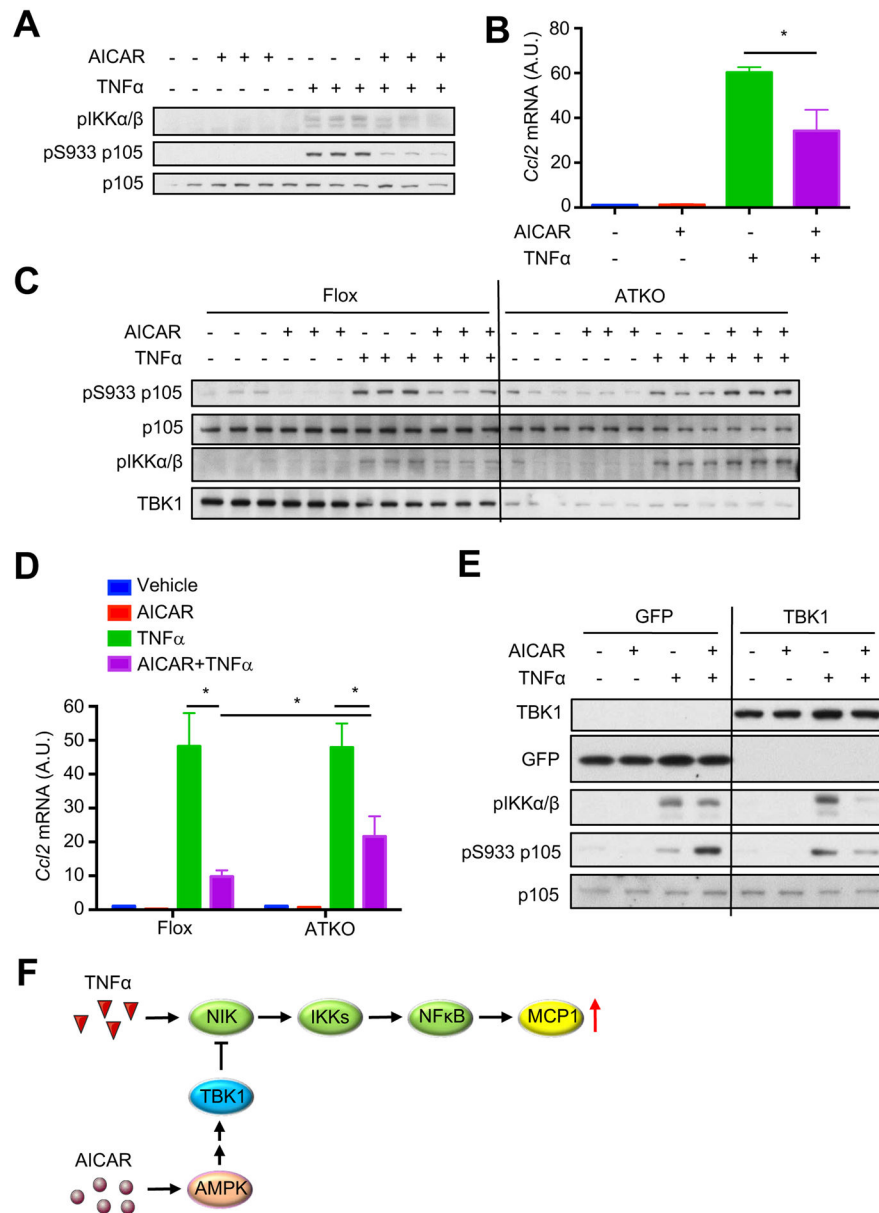 A
AICAR - - + + + - - - - + + +
TNFα - - - - - - + + + + + +
pIKKα/β
pS933 p105
p105
B
Ccl2 mRNA (A.U.)
80
60
40
20
0
*
AICAR - + - +
TNFα - - + +
C
Flox ATKO
AICAR - - - + + + - - - + + + - - - + + + - - - + + +
TNFα - - - - - - + + + + + + - - - - - - + + + + + +
pS933 p105
p105
pIKKα/β
TBK1
D
Vehicle
AICAR
TNFα
AICAR+TNFα
Ccl2 mRNA (A.U.)
60
50
40
30
20
10
0
* * *
Flox ATKO
E
GFP TBK1
AICAR - + - + - + - +
TNFα - - + + - - + +
TBK1
GFP
pIKKα/β
pS933 p105
p105
F
TNFα
NIK IKKs NFκB MCP1
TBK1
AICAR
AMPK